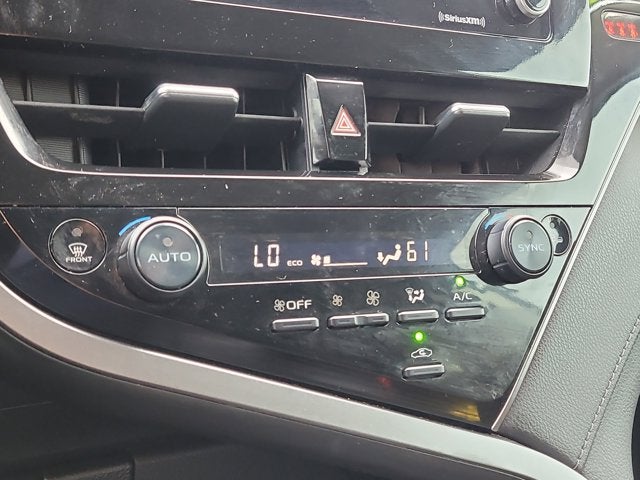 SiriusXM
FRONT
AUTO
LO ECO 61
SYNC
OFF
A/C